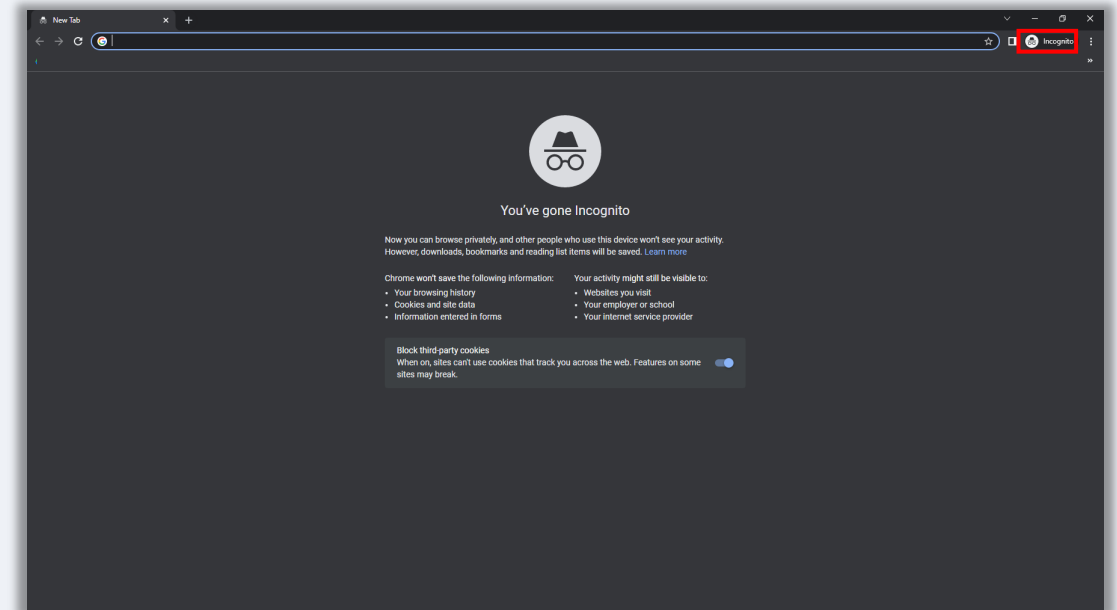 New Tab
Incognito
You've gone Incognito
Now you can browse privately, and other people who use this device won't see your activity.
However, downloads, bookmarks and reading list items will be saved. Learn more
Chrome won't save the following information:
• Your browsing history
• Cookies and site data
• Information entered in forms
Your activity might still be visible to:
• Websites you visit
• Your employer or school
• Your internet service provider
Block third-party cookies
When on, sites can't use cookies that track you across the web. Features on some
sites may break.